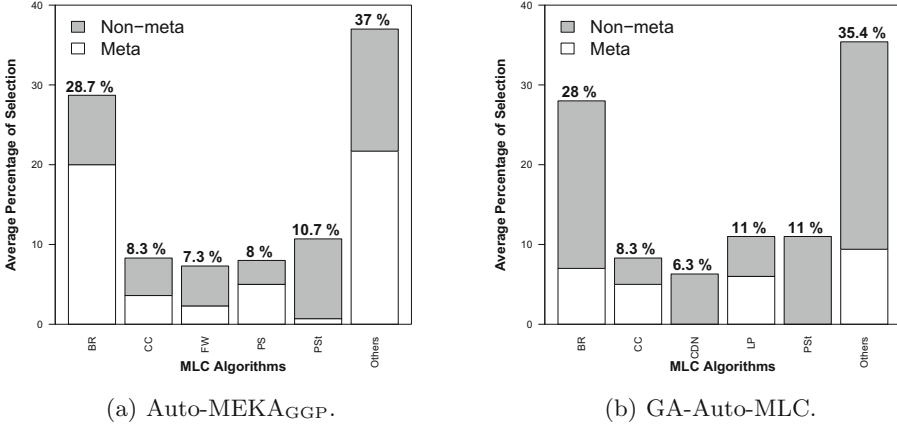 Average Percentage of Selection
40
30
20
10
0
Non−meta
Meta
28.7 %
8.3 %
7.3 %
8 %
10.7 %
37 %
BR
CC
FW
PS
PSt
Others
MLC Algorithms
(a) Auto-MEKAGGP.
Average Percentage of Selection
40
30
20
10
0
Non−meta
Meta
28 %
8.3 %
6.3 %
11 %
11 %
35.4 %
BR
CC
CDN
LP
PSt
Others
MLC Algorithms
(b) GA-Auto-MLC.